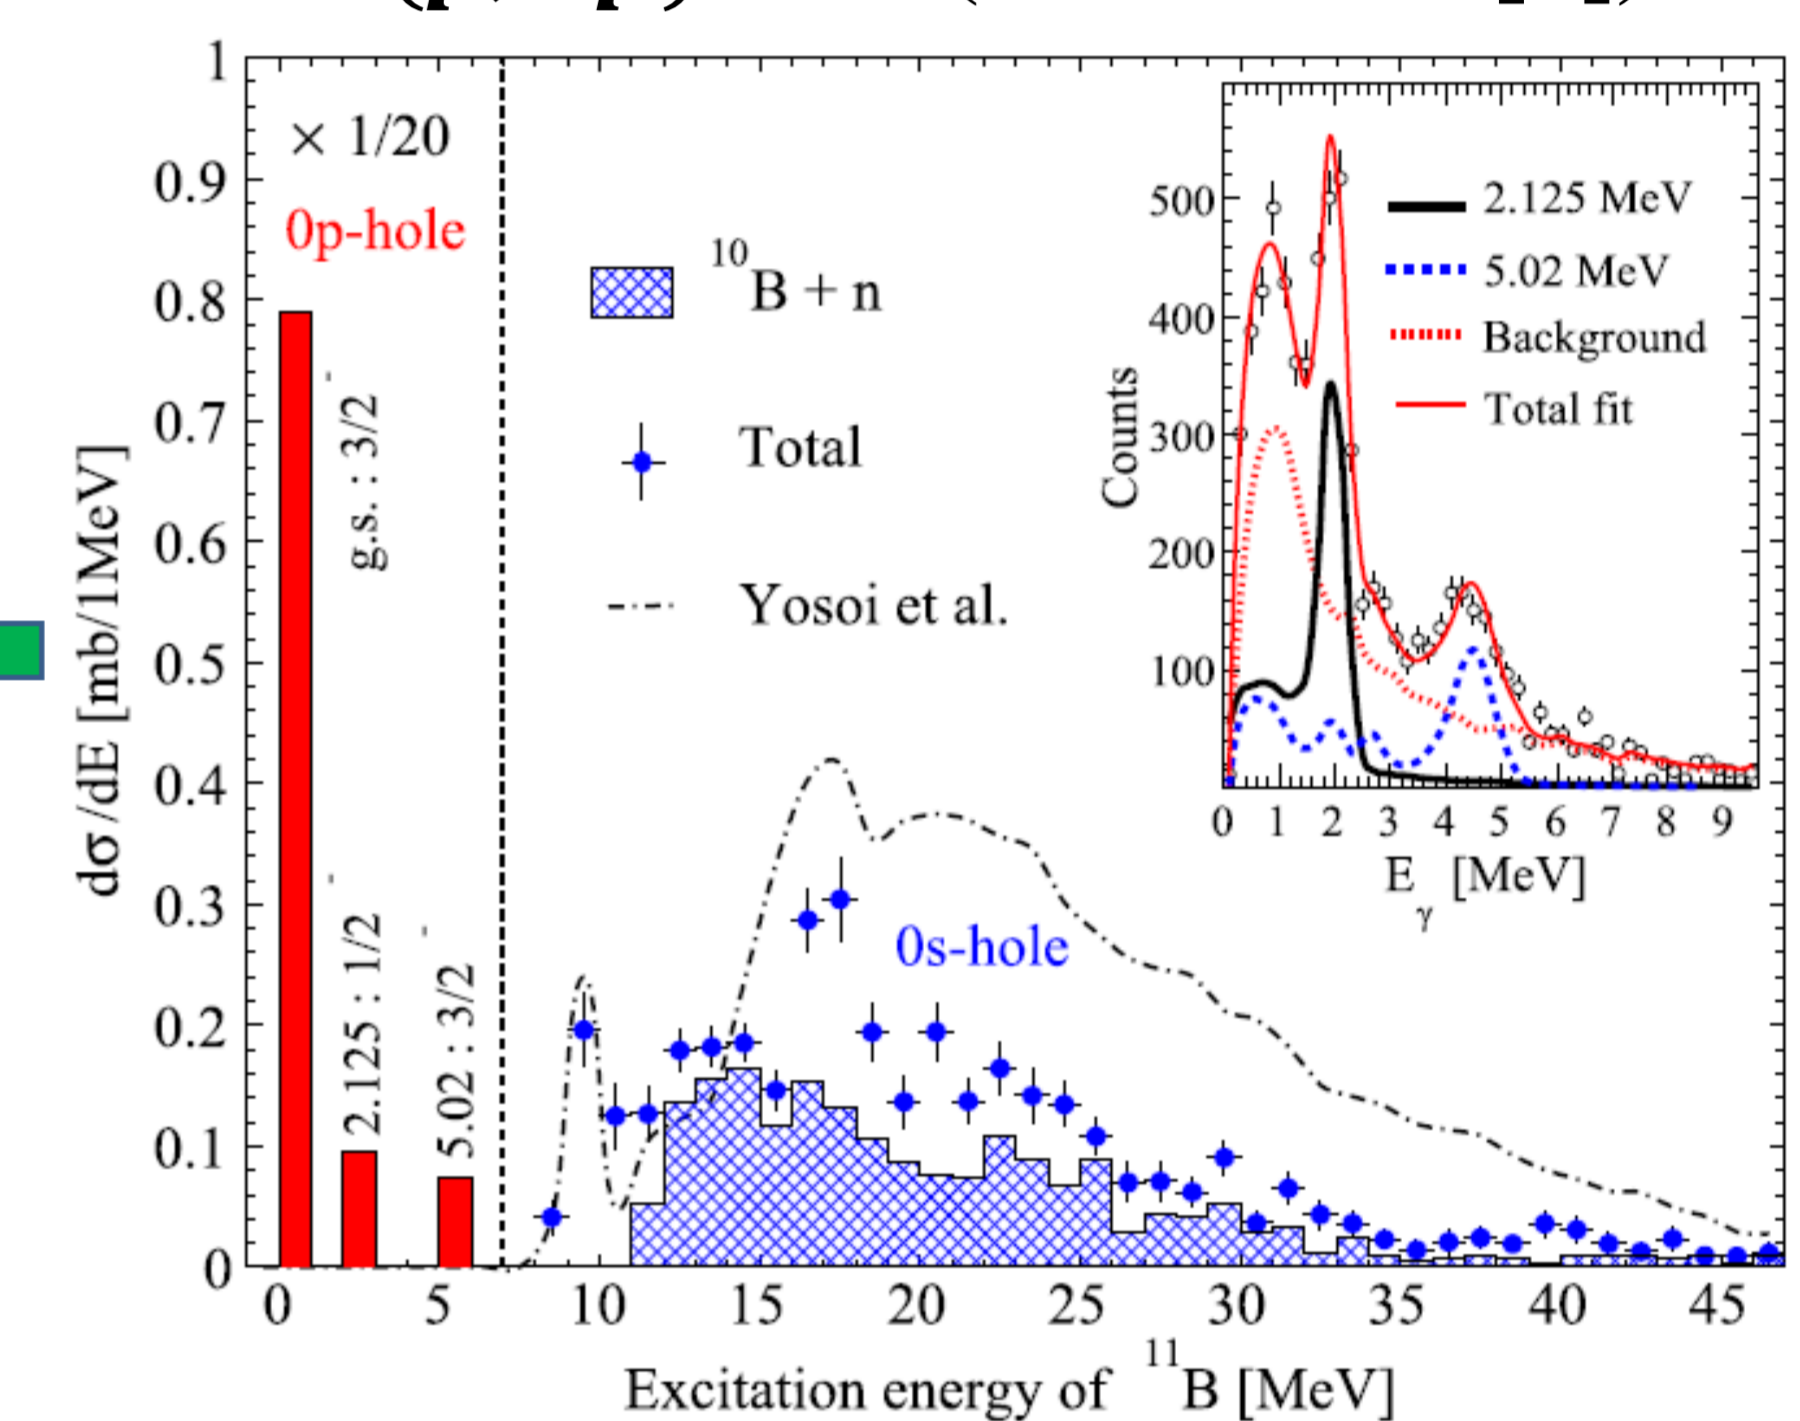 1
0.9
0.8
0.7
0.6
0.5
0.4
0.3
0.2
0.1
0
dσ/dE [mb/1MeV]
× 1/20
0p-hole
g.s. : 3/2-
2.125 : 1/2-
5.02 : 3/2-
10B + n
Total
Yosoi et al.
0s-hole
0 5 10 15 20 25 30 35 40 45
Excitation energy of 11B [MeV]
500
400
300
200
100
Counts
2.125 MeV
5.02 MeV
Background
Total fit
0 1 2 3 4 5 6 7 8 9
Eγ [MeV]